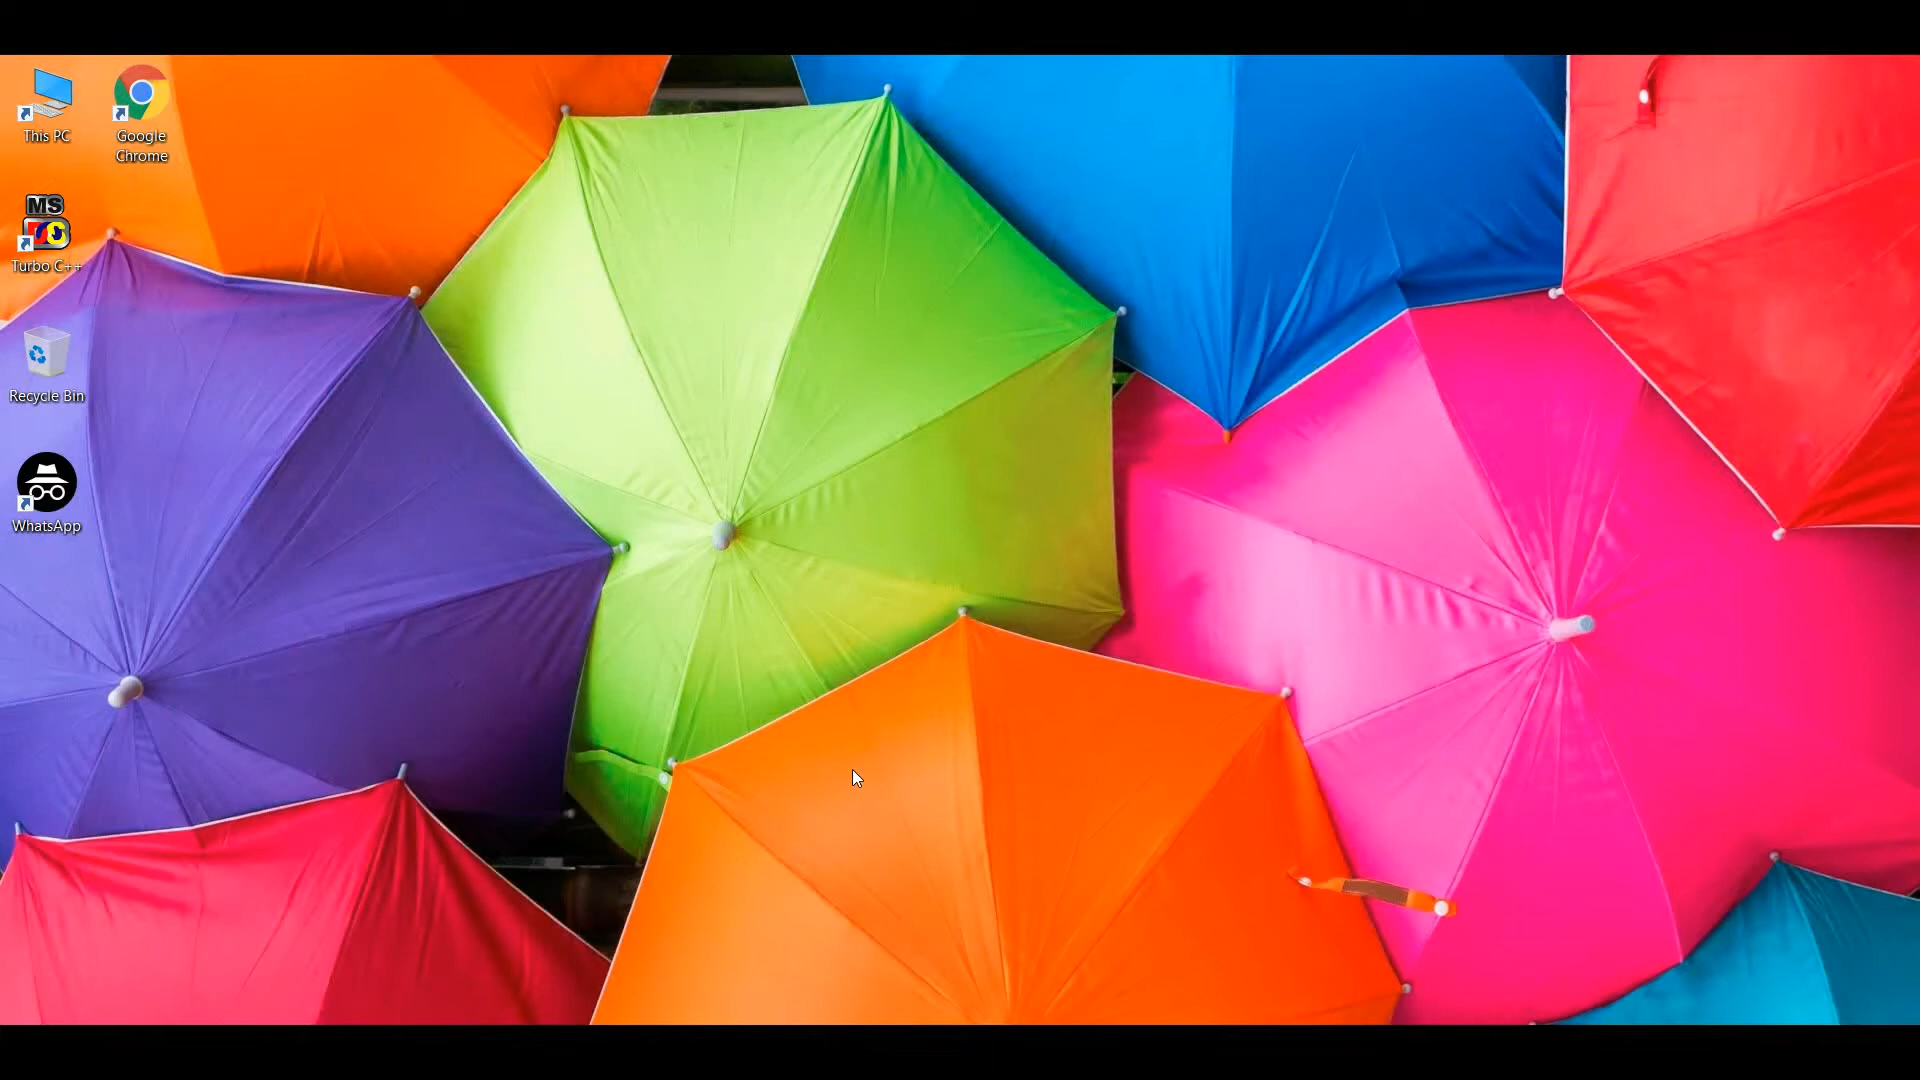 This PC
Google
Chrome
MS
Turbo C++
Recycle Bin
WhatsApp